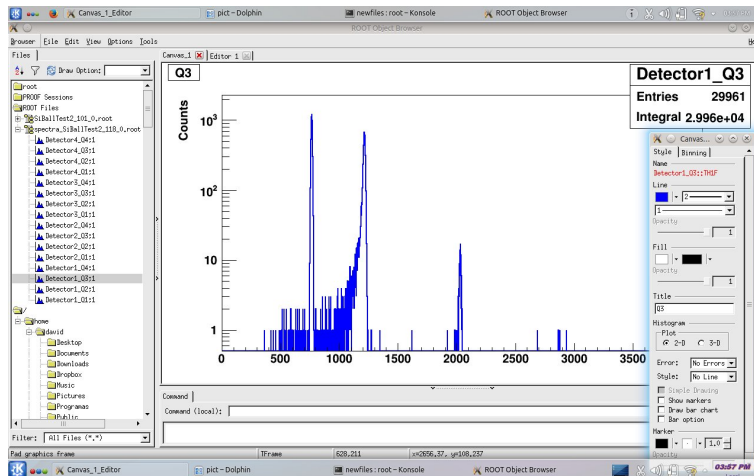 Canvas_1_Editor
pict – Dolphin
newfiles : root – Konsole
ROOT Object Browser
ROOT Object Browser
Browser File Edit View Options Tools
Files
Canvas_1
Editor 1
Draw Option:
root
PROOF Sessions
ROOT Files
SiBallTest2_101_0.root
spectra_SiBallTest2_118_0.root
Detector4_Q4;1
Detector4_Q3;1
Detector4_Q2;1
Detector4_Q1;1
Detector3_Q4;1
Detector3_Q3;1
Detector3_Q2;1
Detector3_Q1;1
Detector2_Q4;1
Detector2_Q3;1
Detector2_Q2;1
Detector2_Q1;1
Detector1_Q4;1
Detector1_Q3;1
Detector1_Q2;1
Detector1_Q1;1
/
home
david
Desktop
Documents
Downloads
Dropbox
Music
Pictures
Programas
Public
Filter: All Files (*.*)
Q3
Counts
10³
10²
10
1
0 500 1000 1500 2000 2500 3000 3500
Detector1_Q3
Entries 29961
Integral 2.996e+04
Canvas...
Style Binning
Name
Detector1_Q3::TH1F
Line
2
1
Opacity
1
Fill
Opacity
1
Title
Q3
Histogram
Plot
2-D 3-D
Error: No Errors
Style: No Line
Simple Drawing
Show markers
Draw bar chart
Bar option
Marker
1.0
Opacity
Command
Command (local):
Pad graphics frame
TFrame
628,211
x=2656,37, y=108,237
Canvas_1_Editor
pict – Dolphin
newfiles : root – Konsole
ROOT Object Browser
03:57 PM